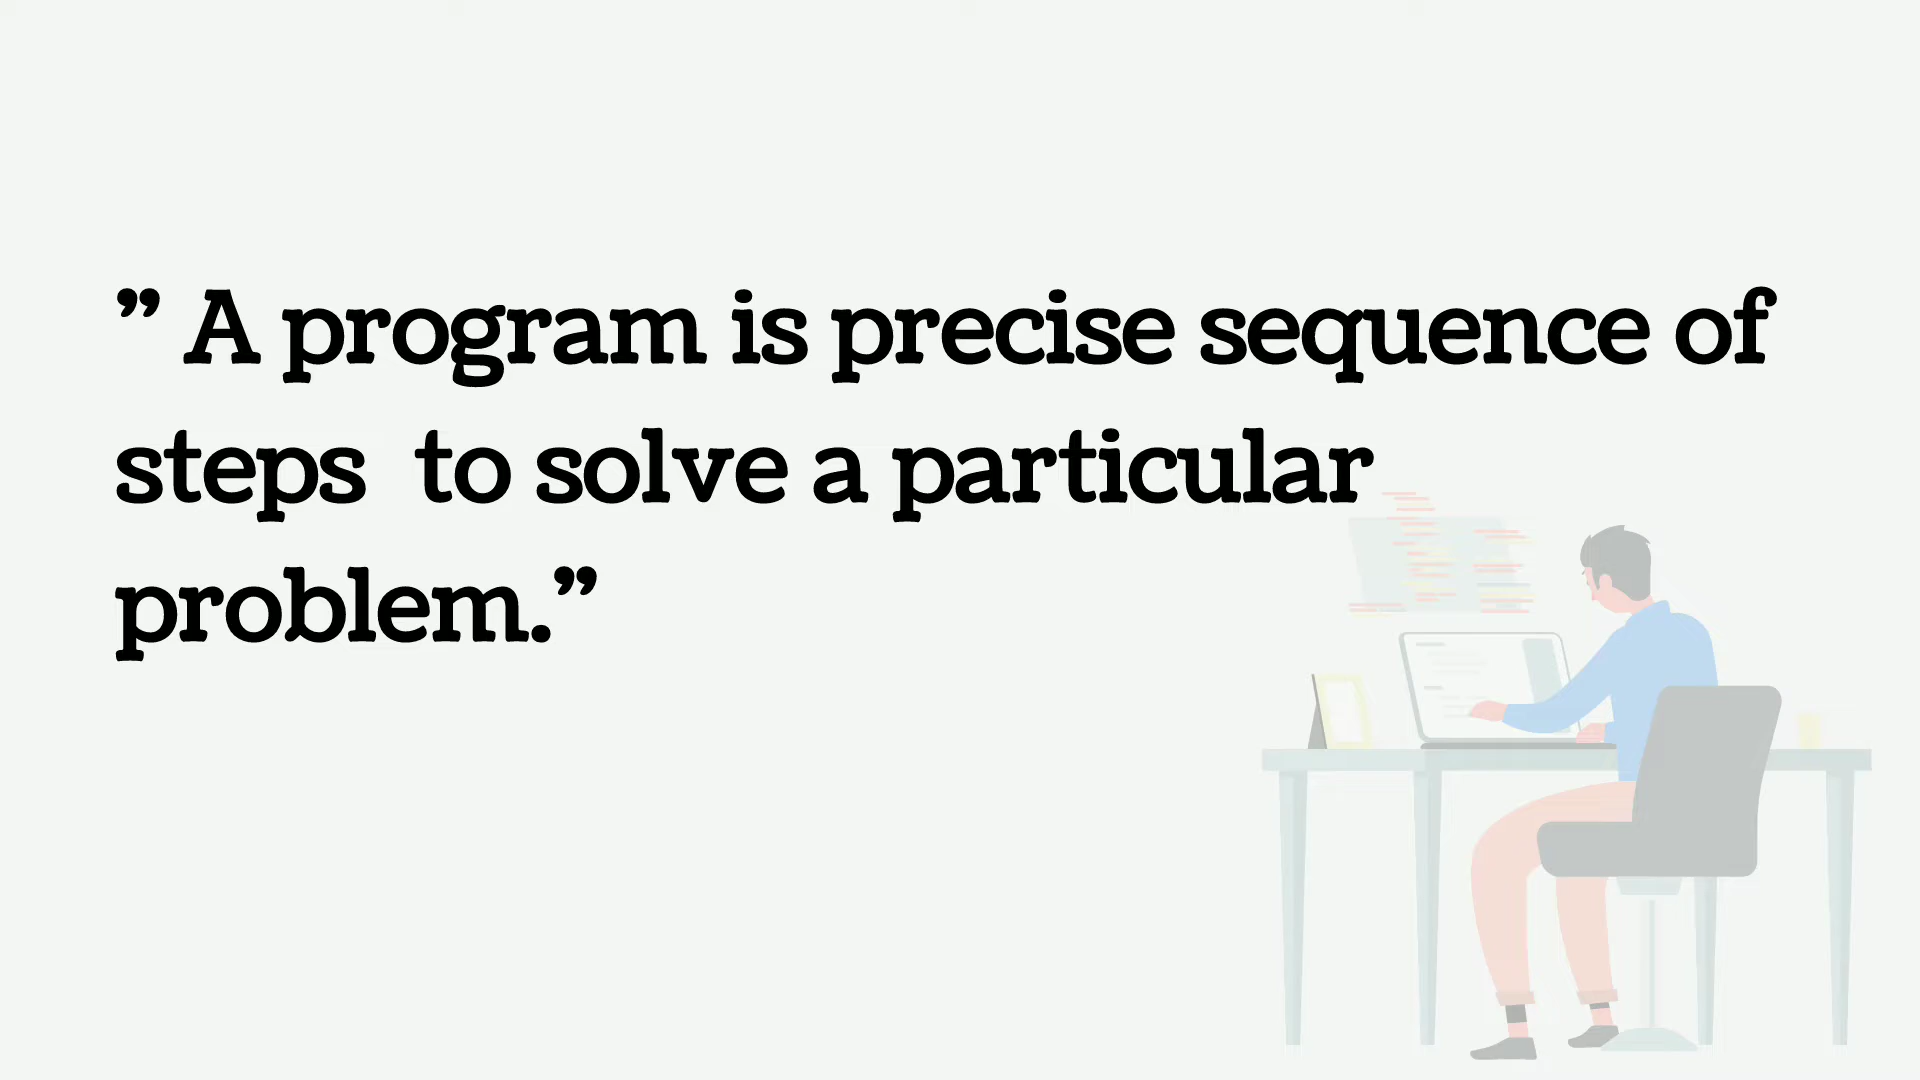 ” A program is precise sequence of
steps  to solve a particular
problem.”